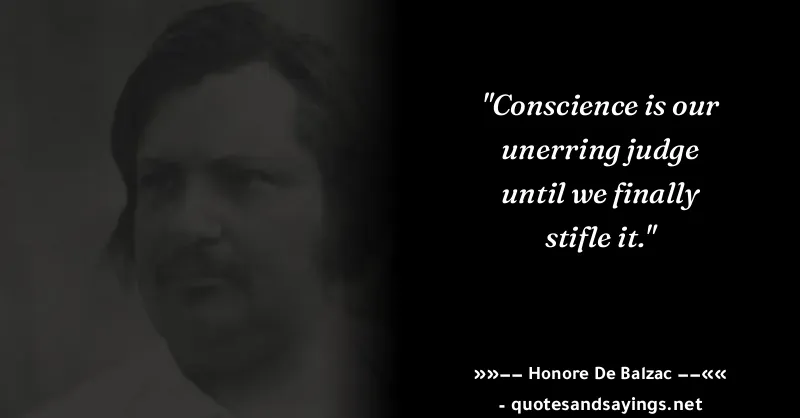 "Conscience is our
unerring judge
until we finally
stifle it."
»»−− Honore De Balzac −−««
- quotesandsayings.net